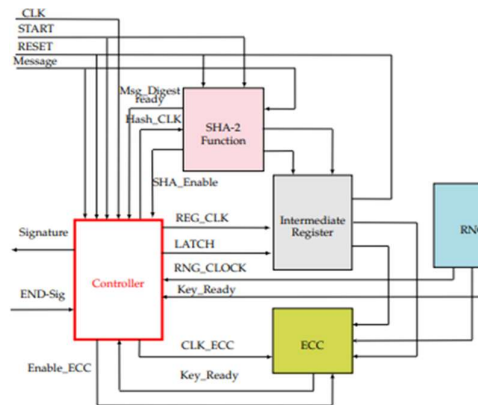 CLK
START
RESET
Message
Msg_Digest
ready
Hash_CLK
SHA-2
Function
SHA_Enable
REG_CLK
Intermediate
Register
Signature
LATCH
RNG_CLOCK
Controller
Key_Ready
END-Sig
CLK_ECC
ECC
Enable_ECC
Key_Ready